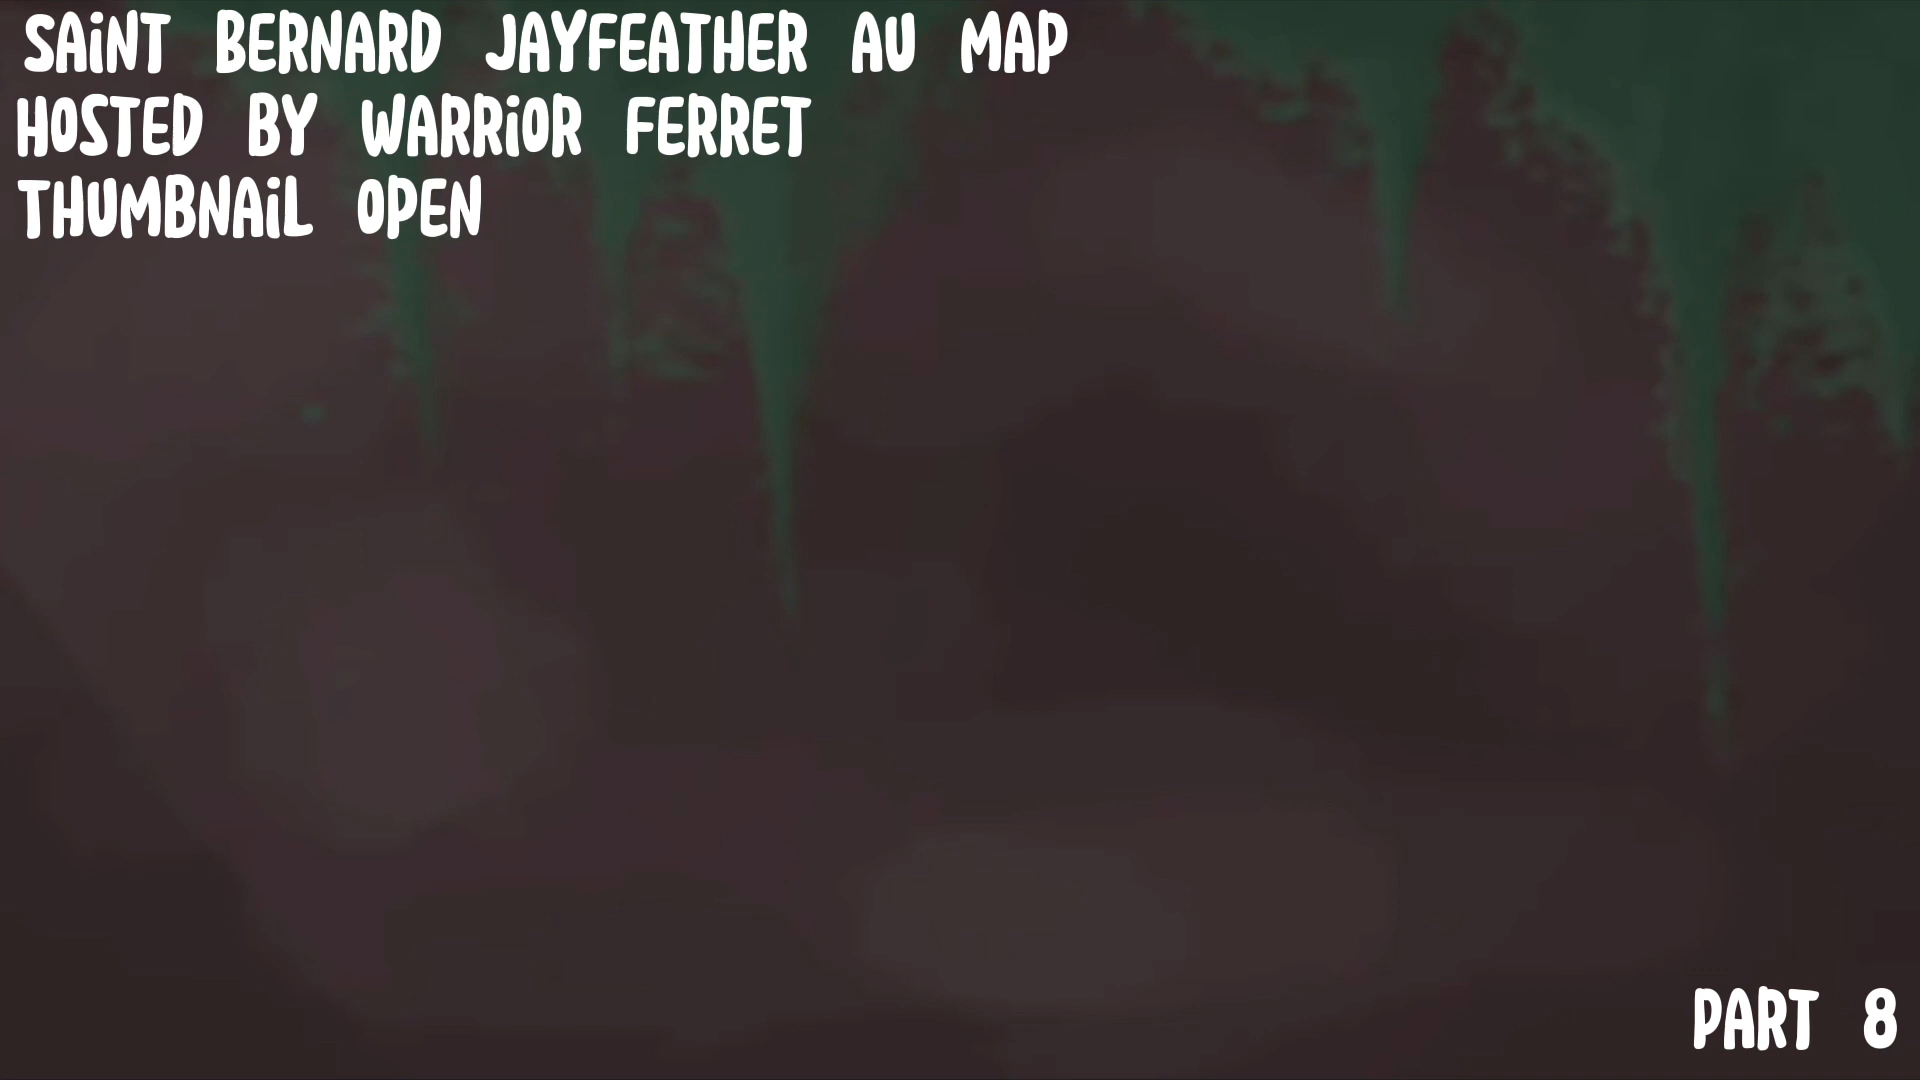 SAiNT BERNARD JAYFEATHER AU MAP
HOSTED BY WARRiOR FERRET
THUMBNAiL OPEN
PART 8